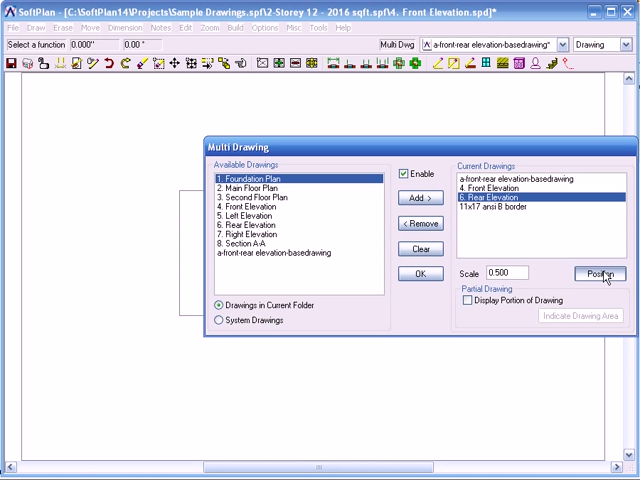 SoftPlan - [C:\SoftPlan14\Projects\Sample Drawings.spf\2-Storey 12 - 2016 sqft.spf\4. Front Elevation.spd]*
File Draw Erase Move Dimension Notes Edit Zoom Build Options Misc Tools Help
Select a function 0.000" 0.00 ° Multi Dwg a-front-rear elevation-basedrawing* Drawing
Multi Drawing
Available Drawings
1. Foundation Plan
2. Main Floor Plan
3. Second Floor Plan
4. Front Elevation
5. Left Elevation
6. Rear Elevation
7. Right Elevation
8. Section A-A
a-front-rear elevation-basedrawing
Drawings in Current Folder
System Drawings
Enable
Add >
< Remove
Clear
OK
Current Drawings
a-front-rear elevation-basedrawing
4. Front Elevation
6. Rear Elevation
11x17 ansi B border
Scale 0.500 Position
Partial Drawing
Display Portion of Drawing
Indicate Drawing Area